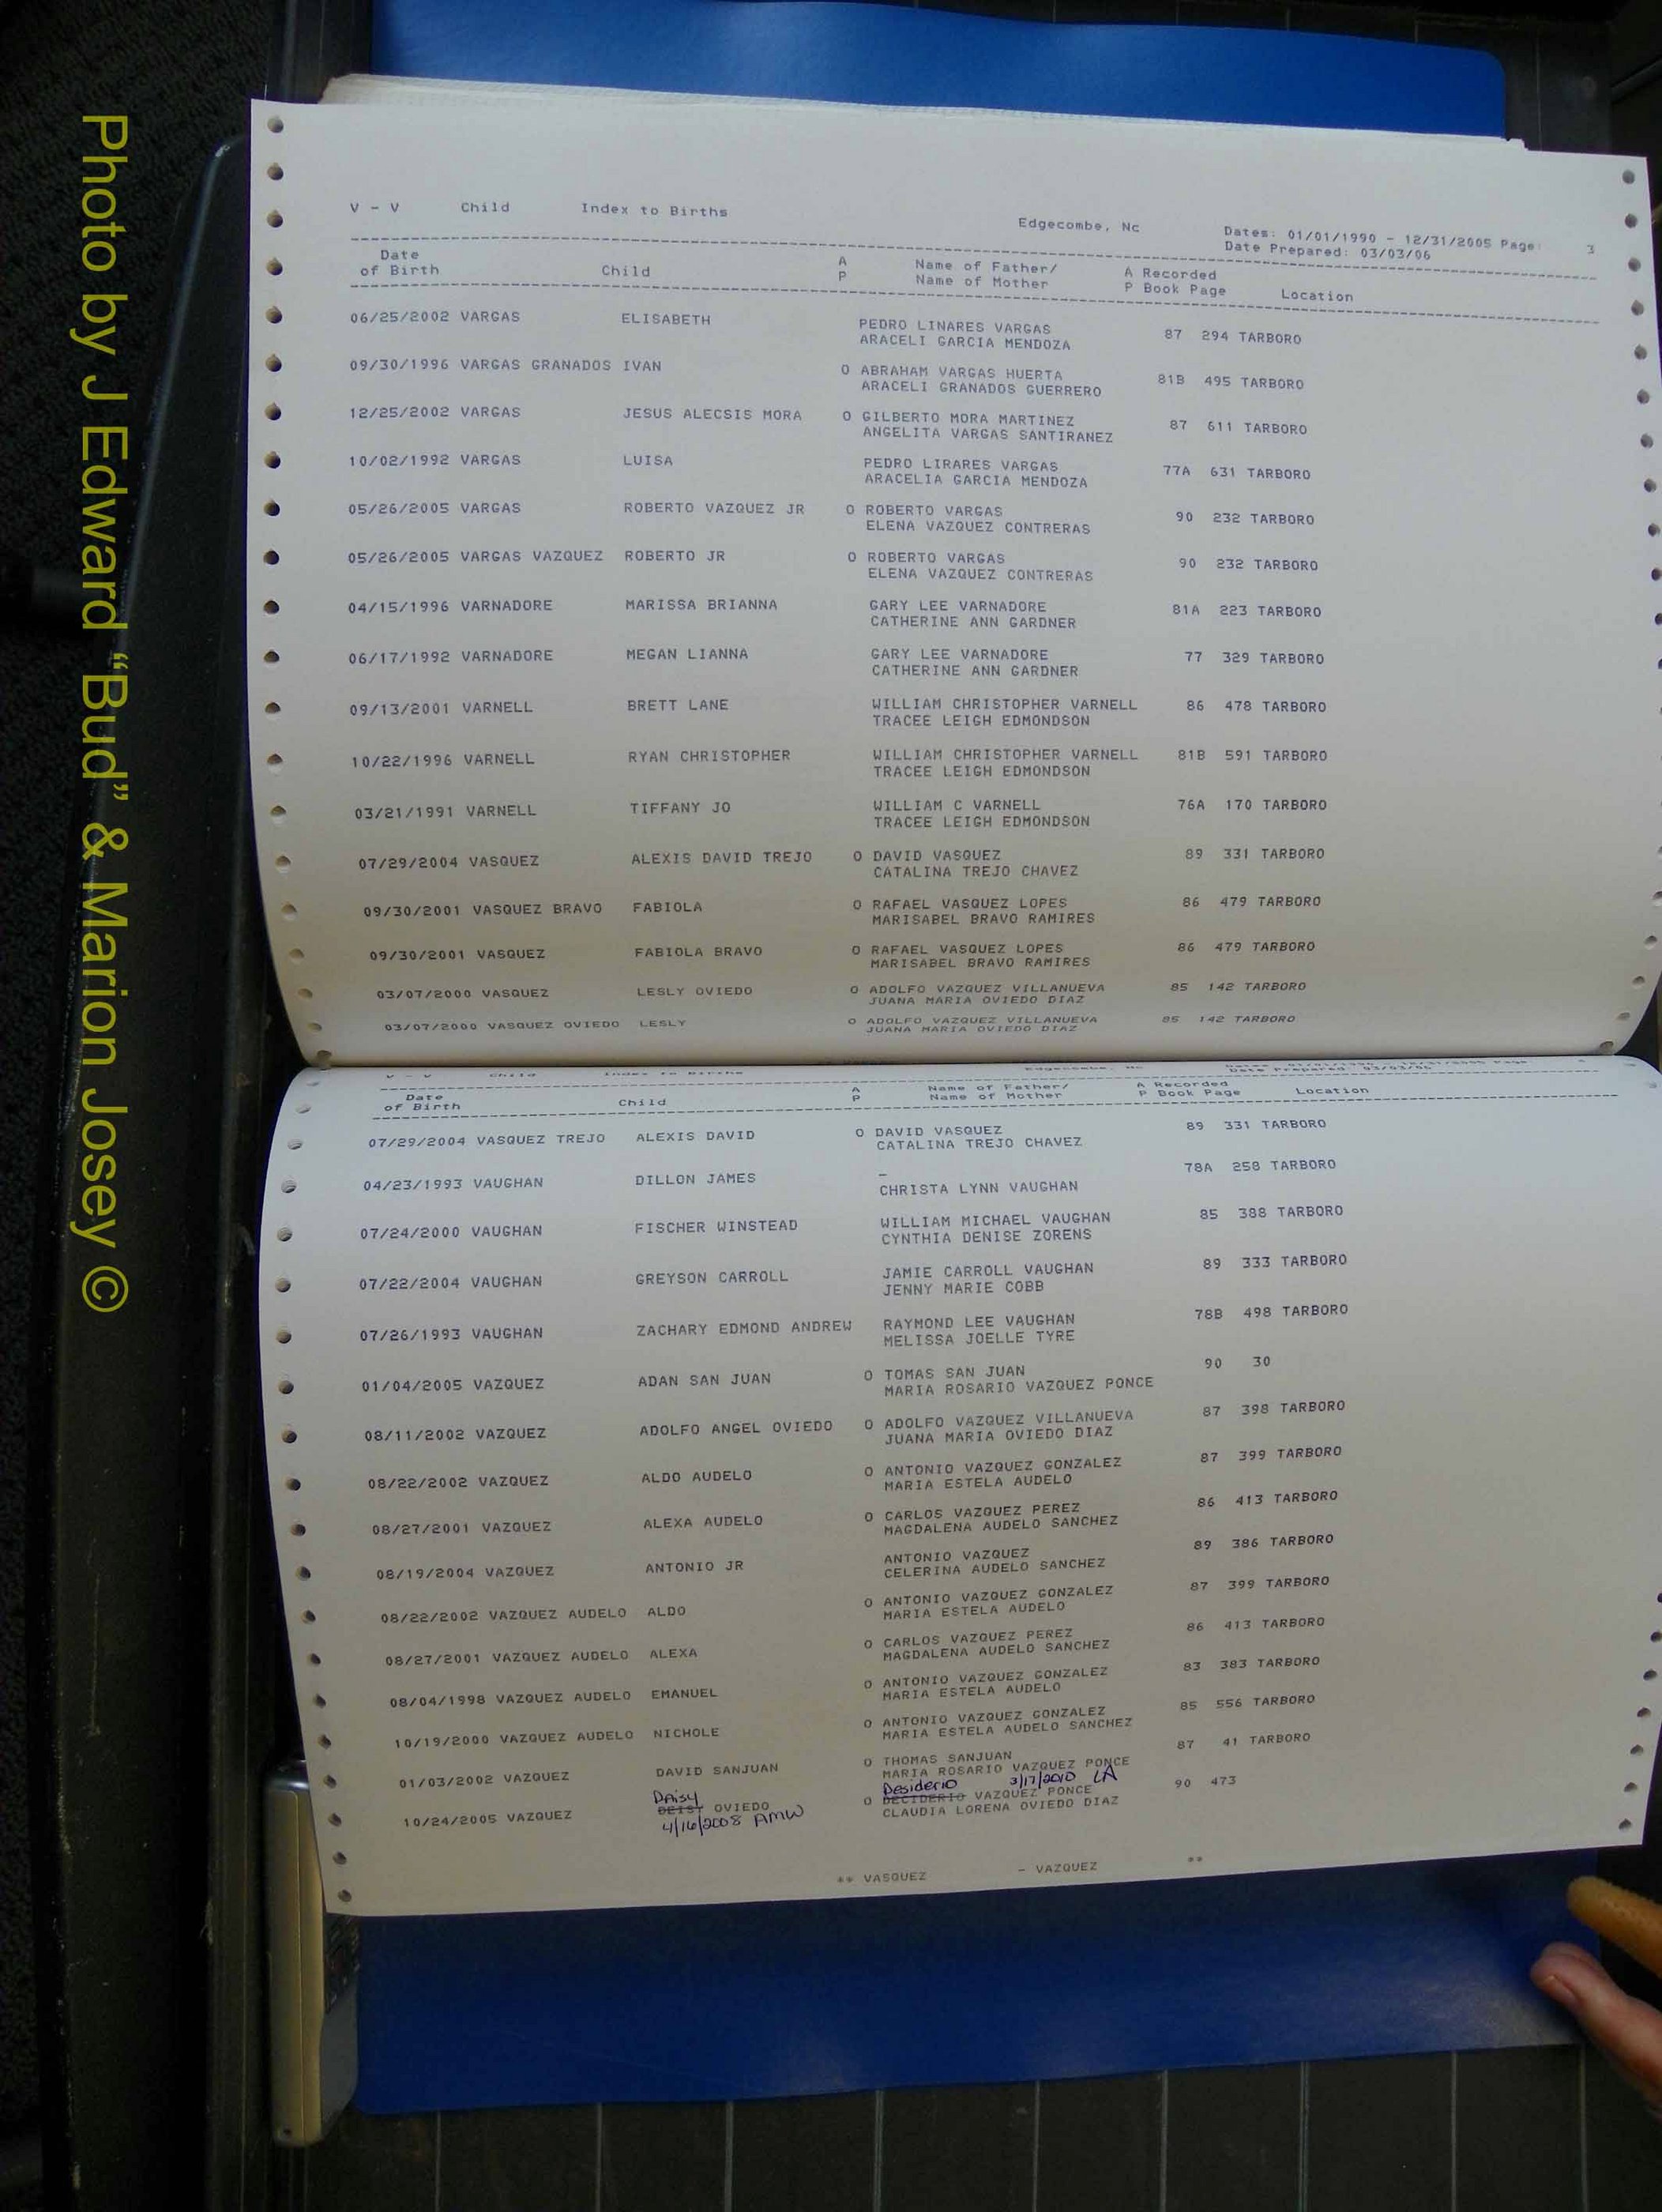 V - V Child Index to Births Edgecombe, Nc Dates: 01/01/1990 - 12/31/2005 Page: 3
Date Prepared: 03/03/06
Date of Birth Child A P Name of Father/ Name of Mother A P Recorded Book Page Location
06/25/2002 VARGAS ELISABETH PEDRO LINARES VARGAS 87 294 TARBORO
ARACELI GARCIA MENDOZA
09/30/1996 VARGAS GRANADOS IVAN O ABRAHAM VARGAS HUERTA 81B 495 TARBORO
ARACELI GRANADOS GUERRERO
12/25/2002 VARGAS JESUS ALECSIS MORA O GILBERTO MORA MARTINEZ 87 611 TARBORO
ANGELITA VARGAS SANTIRANEZ
10/02/1992 VARGAS LUISA PEDRO LIRARES VARGAS 77A 631 TARBORO
ARACELIA GARCIA MENDOZA
05/26/2005 VARGAS ROBERTO VAZQUEZ JR O ROBERTO VARGAS 90 232 TARBORO
ELENA VAZQUEZ CONTRERAS
05/26/2005 VARGAS VAZQUEZ ROBERTO JR O ROBERTO VARGAS 90 232 TARBORO
ELENA VAZQUEZ CONTRERAS
04/15/1996 VARNADORE MARISSA BRIANNA GARY LEE VARNADORE 81A 223 TARBORO
CATHERINE ANN GARDNER
06/17/1992 VARNADORE MEGAN LIANNA GARY LEE VARNADORE 77 329 TARBORO
CATHERINE ANN GARDNER
09/13/2001 VARNELL BRETT LANE WILLIAM CHRISTOPHER VARNELL 86 478 TARBORO
TRACEE LEIGH EDMONDSON
10/22/1996 VARNELL RYAN CHRISTOPHER WILLIAM CHRISTOPHER VARNELL 81B 591 TARBORO
TRACEE LEIGH EDMONDSON
03/21/1991 VARNELL TIFFANY JO WILLIAM C VARNELL 76A 170 TARBORO
TRACEE LEIGH EDMONDSON
07/29/2004 VASQUEZ ALEXIS DAVID TREJO O DAVID VASQUEZ 89 331 TARBORO
CATALINA TREJO CHAVEZ
09/30/2001 VASQUEZ BRAVO FABIOLA O RAFAEL VASQUEZ LOPES 86 479 TARBORO
MARISABEL BRAVO RAMIRES
09/30/2001 VASQUEZ FABIOLA BRAVO O RAFAEL VASQUEZ LOPES 86 479 TARBORO
MARISABEL BRAVO RAMIRES
03/07/2000 VASQUEZ LESLY OVIEDO O ADOLFO VAZQUEZ VILLANUEVA 85 142 TARBORO
JUANA MARIA OVIEDO DIAZ
03/07/2000 VASQUEZ OVIEDO LESLY O ADOLFO VAZQUEZ VILLANUEVA 85 142 TARBORO
JUANA MARIA OVIEDO DIAZ
V - V Child Index to Births Edgecombe, Nc
Date Prepared: 03/03/06
Date of Birth Child A P Name of Father/ Name of Mother A P Recorded Book Page Location
07/29/2004 VASQUEZ TREJO ALEXIS DAVID O DAVID VASQUEZ 89 331 TARBORO
CATALINA TREJO CHAVEZ
04/23/1993 VAUGHAN DILLON JAMES - 78A 258 TARBORO
CHRISTA LYNN VAUGHAN
07/24/2000 VAUGHAN FISCHER WINSTEAD WILLIAM MICHAEL VAUGHAN 85 388 TARBORO
CYNTHIA DENISE ZORENS
07/22/2004 VAUGHAN GREYSON CARROLL JAMIE CARROLL VAUGHAN 89 333 TARBORO
JENNY MARIE COBB
07/26/1993 VAUGHAN ZACHARY EDMOND ANDREW RAYMOND LEE VAUGHAN 78B 498 TARBORO
MELISSA JOELLE TYRE
01/04/2005 VAZQUEZ ADAN SAN JUAN O TOMAS SAN JUAN 90 30
MARIA ROSARIO VAZQUEZ PONCE
08/11/2002 VAZQUEZ ADOLFO ANGEL OVIEDO O ADOLFO VAZQUEZ VILLANUEVA 87 398 TARBORO
JUANA MARIA OVIEDO DIAZ
08/22/2002 VAZQUEZ ALDO AUDELO O ANTONIO VAZQUEZ GONZALEZ 87 399 TARBORO
MARIA ESTELA AUDELO
08/27/2001 VAZQUEZ ALEXA AUDELO O CARLOS VAZQUEZ PEREZ 86 413 TARBORO
MAGDALENA AUDELO SANCHEZ
08/19/2004 VAZQUEZ ANTONIO JR ANTONIO VAZQUEZ 89 386 TARBORO
CELERINA AUDELO SANCHEZ
08/22/2002 VAZQUEZ AUDELO ALDO O ANTONIO VAZQUEZ GONZALEZ 87 399 TARBORO
MARIA ESTELA AUDELO
08/27/2001 VAZQUEZ AUDELO ALEXA O CARLOS VAZQUEZ PEREZ 86 413 TARBORO
MAGDALENA AUDELO SANCHEZ
08/04/1998 VAZQUEZ AUDELO EMANUEL O ANTONIO VAZQUEZ GONZALEZ 83 383 TARBORO
MARIA ESTELA AUDELO
10/19/2000 VAZQUEZ AUDELO NICHOLE O ANTONIO VAZQUEZ GONZALEZ 85 556 TARBORO
MARIA ESTELA AUDELO SANCHEZ
01/03/2002 VAZQUEZ DAVID SANJUAN O THOMAS SANJUAN 87 41 TARBORO
MARIA ROSARIO VAZQUEZ PONCE
Daisy Desiderio 3/17/2010 LA
10/24/2005 VAZQUEZ DEISY OVIEDO O DECIDERIO VAZQUEZ PONCE 90 473
4/16/2008 AMW CLAUDIA LORENA OVIEDO DIAZ
** VASQUEZ - VAZQUEZ **
Photo by J Edward “Bud” & Marion Josey ©